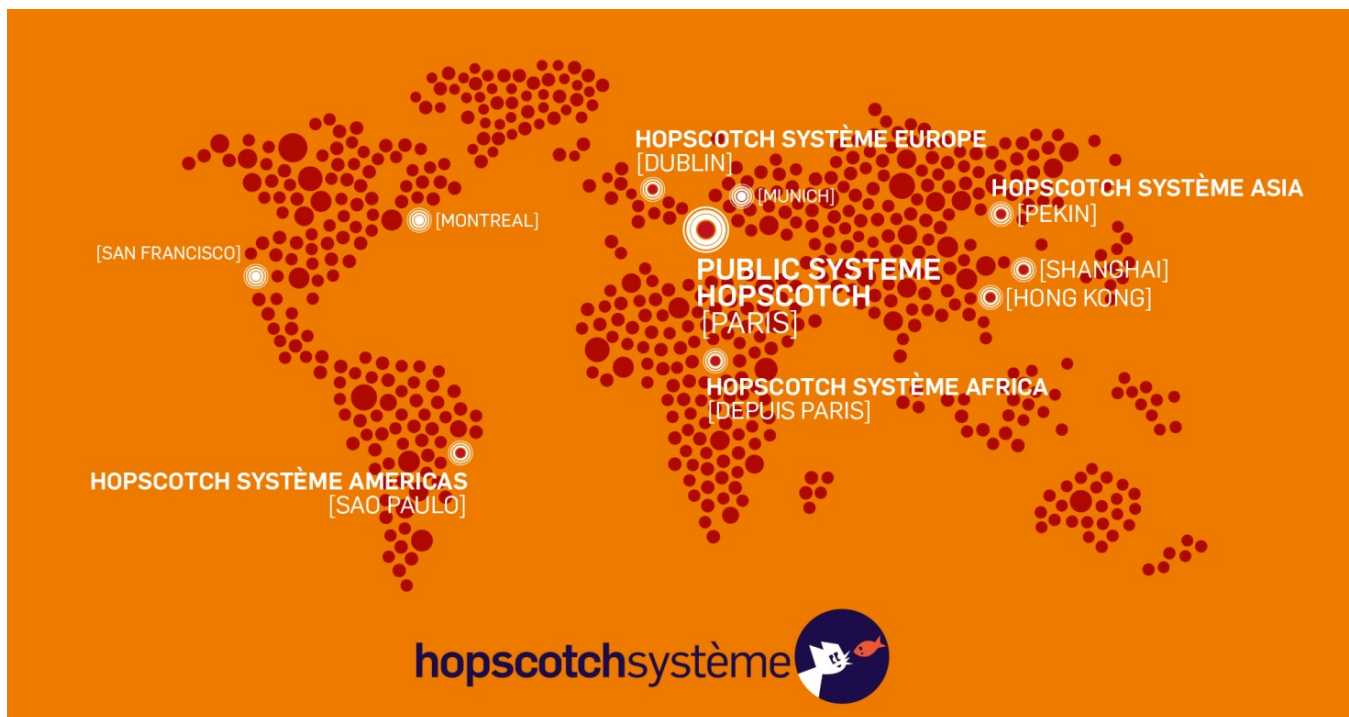 HOPSCOTCH SYSTÈME EUROPE
[DUBLIN]
[MUNICH]
HOPSCOTCH SYSTÈME ASIA
[PEKIN]
[MONTREAL]
[SAN FRANCISCO]
PUBLIC SYSTEME
HOPSCOTCH
[PARIS]
[SHANGHAI]
[HONG KONG]
HOPSCOTCH SYSTÈME AFRICA
[DEPUIS PARIS]
HOPSCOTCH SYSTÈME AMERICAS
[SAO PAULO]
hopscotchsystème